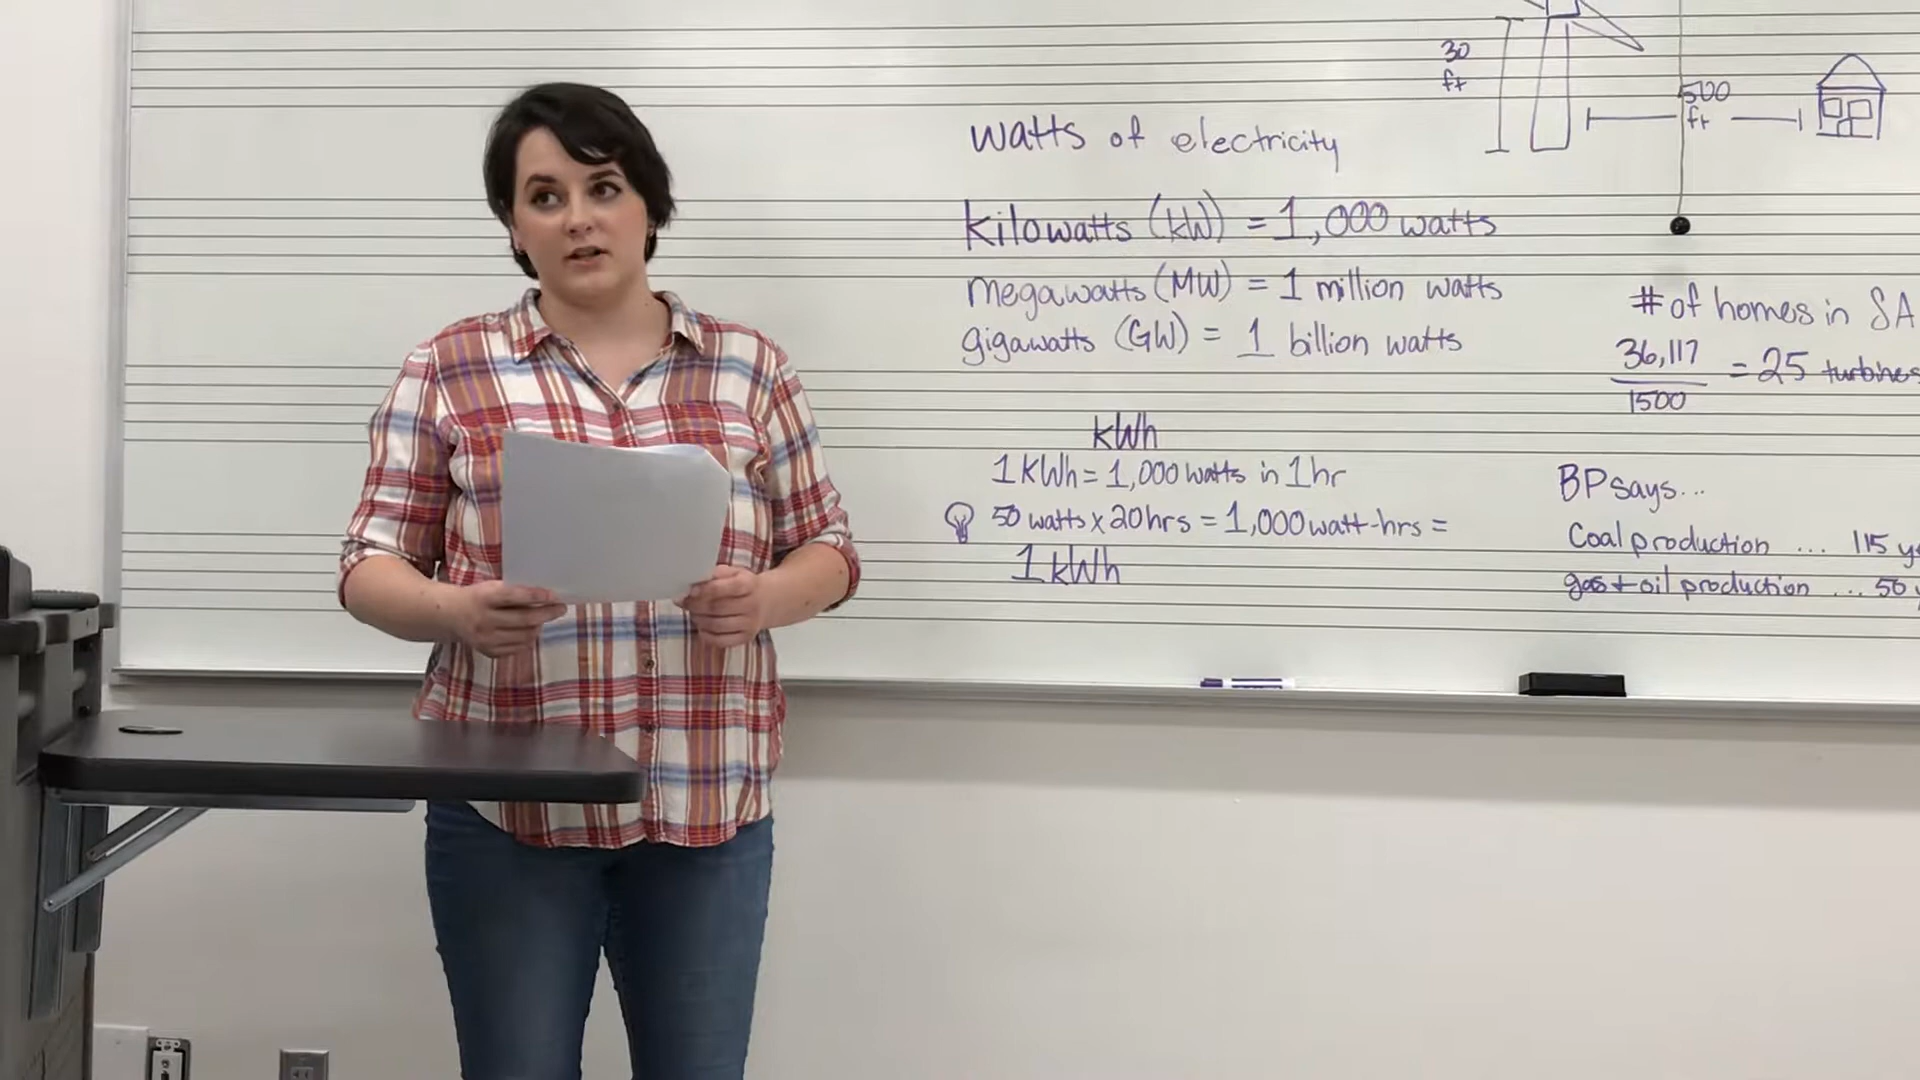 30
ft
500
ft
watts of electricity
kilowatts (kW) = 1,000 watts
megawatts (MW) = 1 million watts
gigawatts (GW) = 1 billion watts
# of homes in SA
36,117
1500
= 25 turbines
kWh
1 kWh = 1,000 watts in 1hr
50 watts x 20 hrs = 1,000 watt-hrs =
1 kWh
BP says...
Coal production ... 115
gas + oil production ... 50